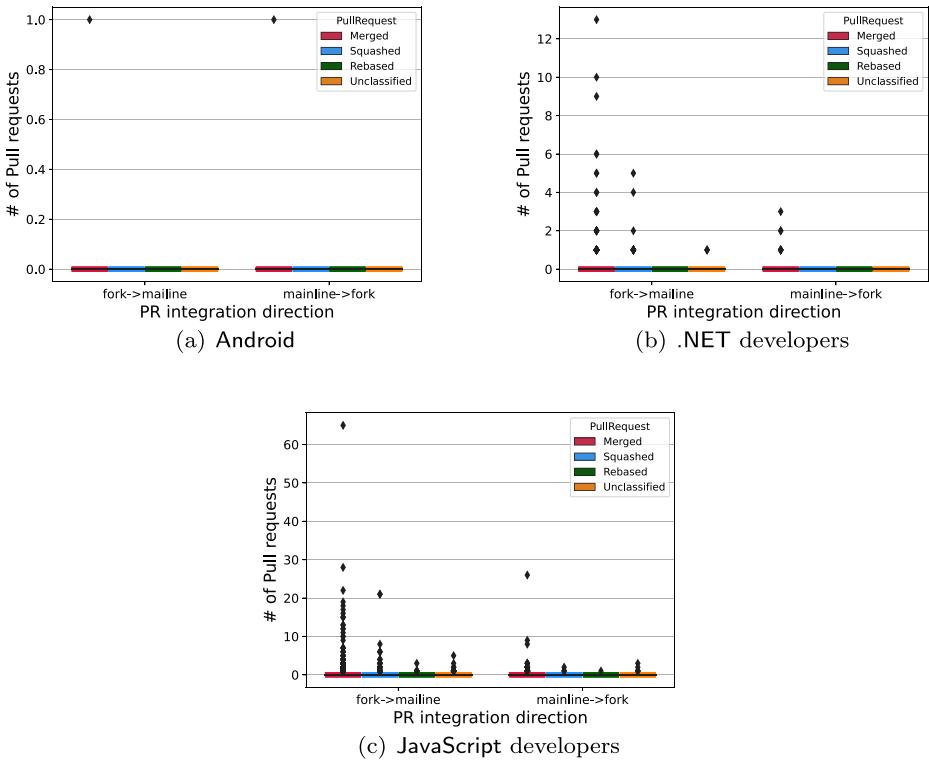 1.0
0.8
0.6
0.4
0.2
0.0
# of Pull requests
PullRequest
Merged
Squashed
Rebased
Unclassified
fork->mailine
mainline->fork
PR integration direction
(a) Android
12
10
8
6
4
2
0
# of Pull requests
PullRequest
Merged
Squashed
Rebased
Unclassified
fork->mailine
mainline->fork
PR integration direction
(b) .NET developers
60
50
40
30
20
10
0
# of Pull requests
PullRequest
Merged
Squashed
Rebased
Unclassified
fork->mailine
mainline->fork
PR integration direction
(c) JavaScript developers